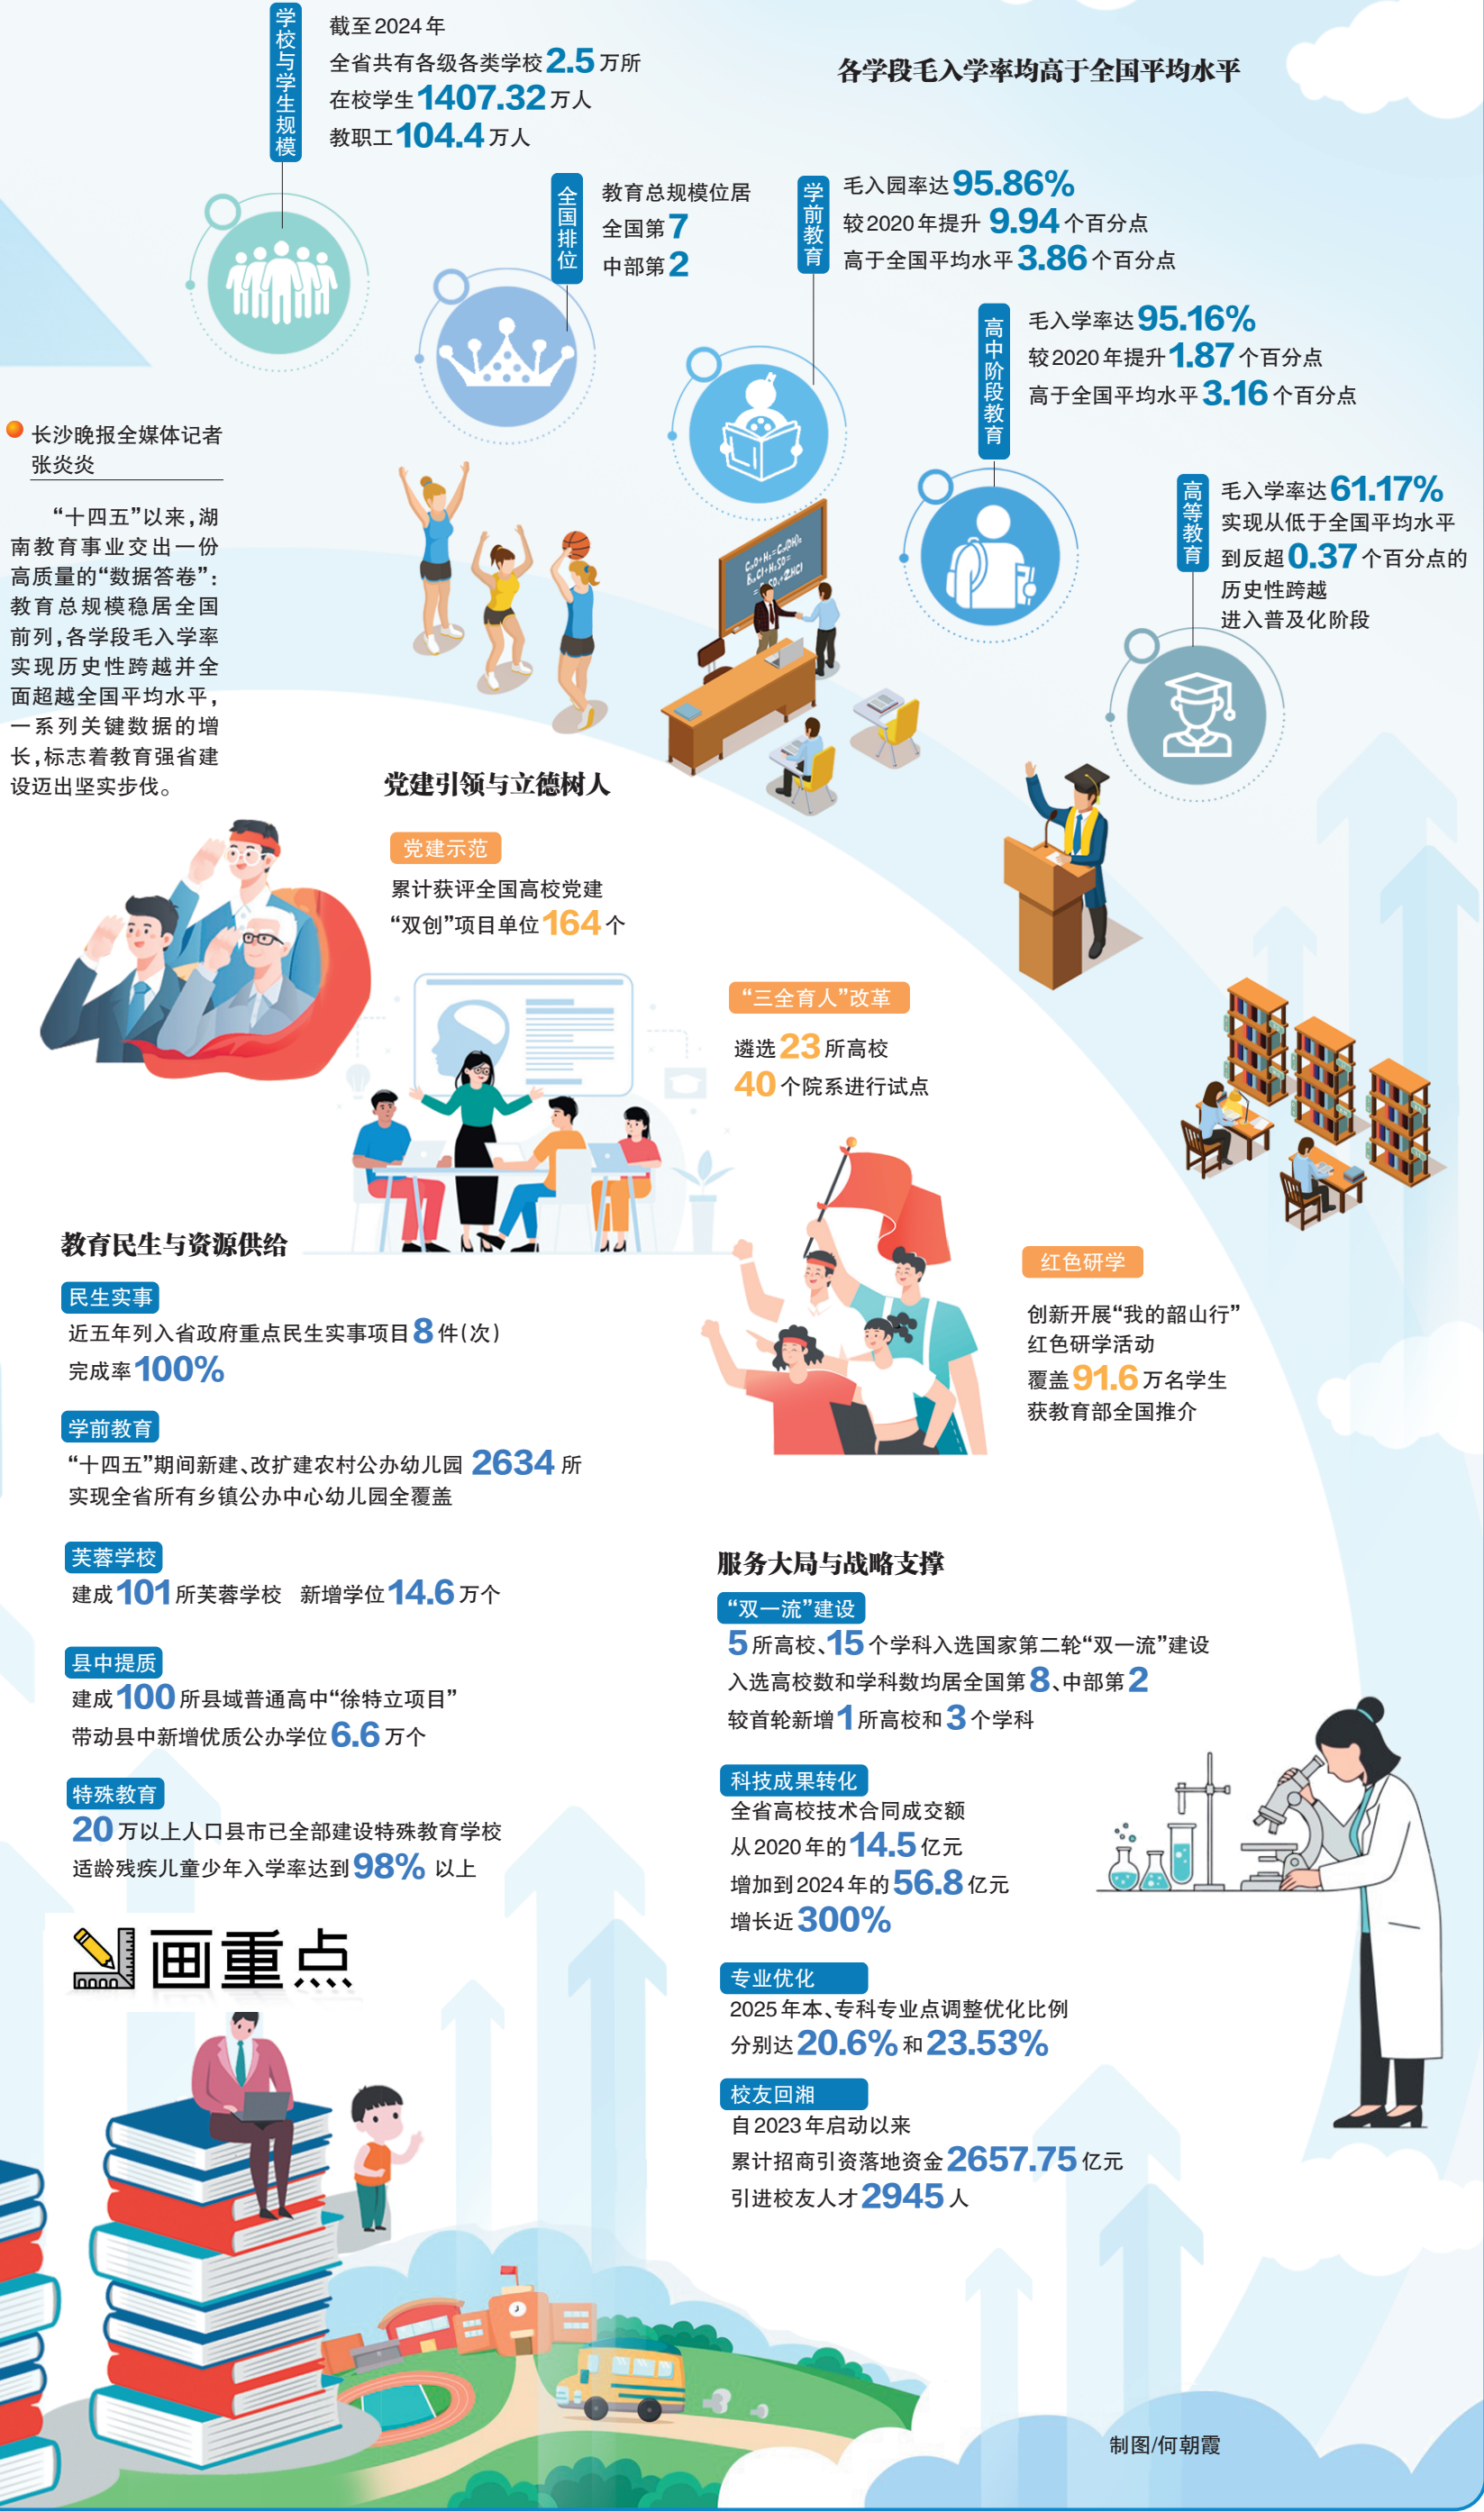 学校与学生规模
截至2024年
全省共有各级各类学校2.5万所
在校学生1407.32万人
教职工104.4万人
各学段毛入学率均高于全国平均水平
全国排位
教育总规模位居
全国第7
中部第2
学前教育
毛入园率达95.86%
较2020年提升 9.94个百分点
高于全国平均水平3.86个百分点
高中阶段教育
毛入学率达95.16%
较2020年提升1.87个百分点
高于全国平均水平3.16个百分点
高等教育
毛入学率达61.17%
实现从低于全国平均水平
到反超0.37个百分点的
历史性跨越
进入普及化阶段
长沙晚报全媒体记者
张炎炎
“十四五”以来,湖
南教育事业交出一份
高质量的“数据答卷”:
教育总规模稳居全国
前列,各学段毛入学率
实现历史性跨越并全
面超越全国平均水平,
一系列关键数据的增
长,标志着教育强省建
设迈出坚实步伐。
党建引领与立德树人
党建示范
累计获评全国高校党建
“双创”项目单位164个
“三全育人”改革
遴选23所高校
40个院系进行试点
红色研学
创新开展“我的韶山行”
红色研学活动
覆盖91.6万名学生
获教育部全国推介
教育民生与资源供给
民生实事
近五年列入省政府重点民生实事项目8件(次)
完成率100%
学前教育
“十四五”期间新建、改扩建农村公办幼儿园 2634 所
实现全省所有乡镇公办中心幼儿园全覆盖
芙蓉学校
建成101所芙蓉学校 新增学位14.6万个
县中提质
建成100所县域普通高中“徐特立项目”
带动县中新增优质公办学位6.6万个
特殊教育
20万以上人口县市已全部建设特殊教育学校
适龄残疾儿童少年入学率达到98% 以上
画重点
服务大局与战略支撑
“双一流”建设
5所高校、15个学科入选国家第二轮“双一流”建设
入选高校数和学科数均居全国第8、中部第2
较首轮新增1所高校和3个学科
科技成果转化
全省高校技术合同成交额
从2020年的14.5亿元
增加到2024年的56.8亿元
增长近300%
专业优化
2025年本、专科专业点调整优化比例
分别达20.6%和23.53%
校友回湘
自2023年启动以来
累计招商引资落地资金2657.75亿元
引进校友人才2945人
制图/何朝霞